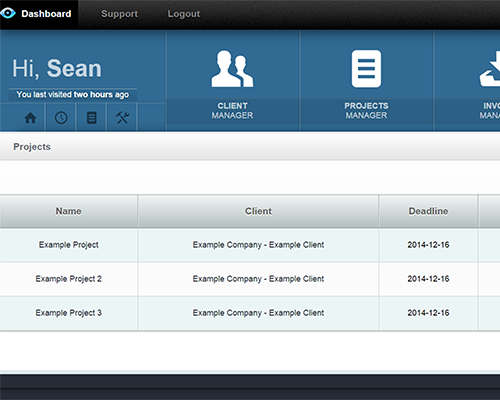 Dashboard Support Logout
Hi, Sean
You last visited two hours ago
CLIENT
MANAGER
PROJECTS
MANAGER
INVO
MANA
Projects
Name Client Deadline
Example Project Example Company - Example Client 2014-12-16
Example Project 2 Example Company - Example Client 2014-12-16
Example Project 3 Example Company - Example Client 2014-12-16